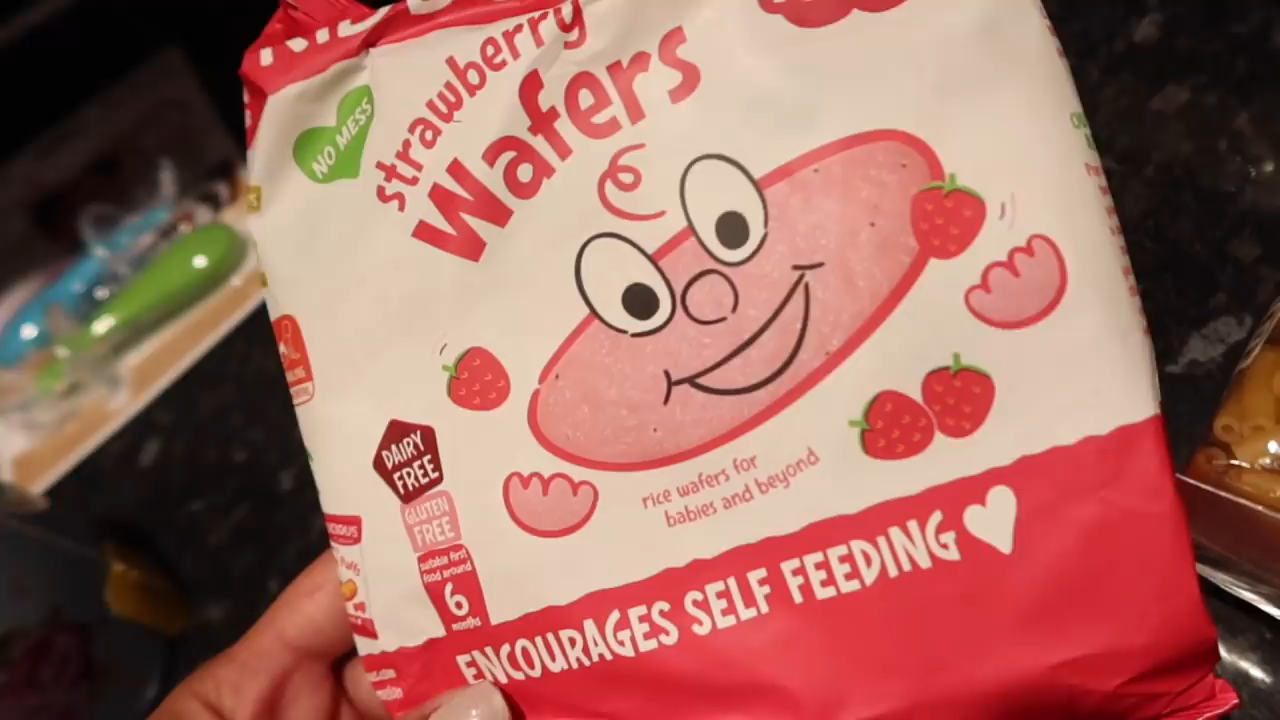 strawberry
Wafers
NO MESS
DAIRY
FREE
GLUTEN
FREE
suitable first
food around
6
months
rice wafers for
babies and beyond
ENCOURAGES SELF FEEDING